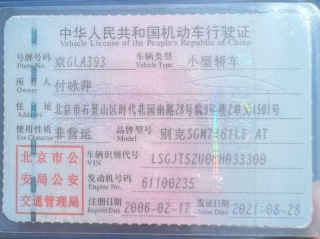 中华人民共和国机动车行驶证
Vehicle License of the People's Republic of China
号牌号码 京GLA393 车辆类型 小型轿车
Plate No. Vehicle Type
所有人 付咏萍
Owner
住址 北京市石景山区时代花园南路28号院9号楼2单元1501号
Address
使用性质 非营运 品牌型号 别克SGM7161LE AT
Use Character Model
北京市公
安局公安
交通管理局
车辆识别代号 LSGJT52U06H033300
VIN
发动机号码 61100235
Engine No.
注册日期 2006-02-17 发证日期 2021-08-28
Register Date Issue Date